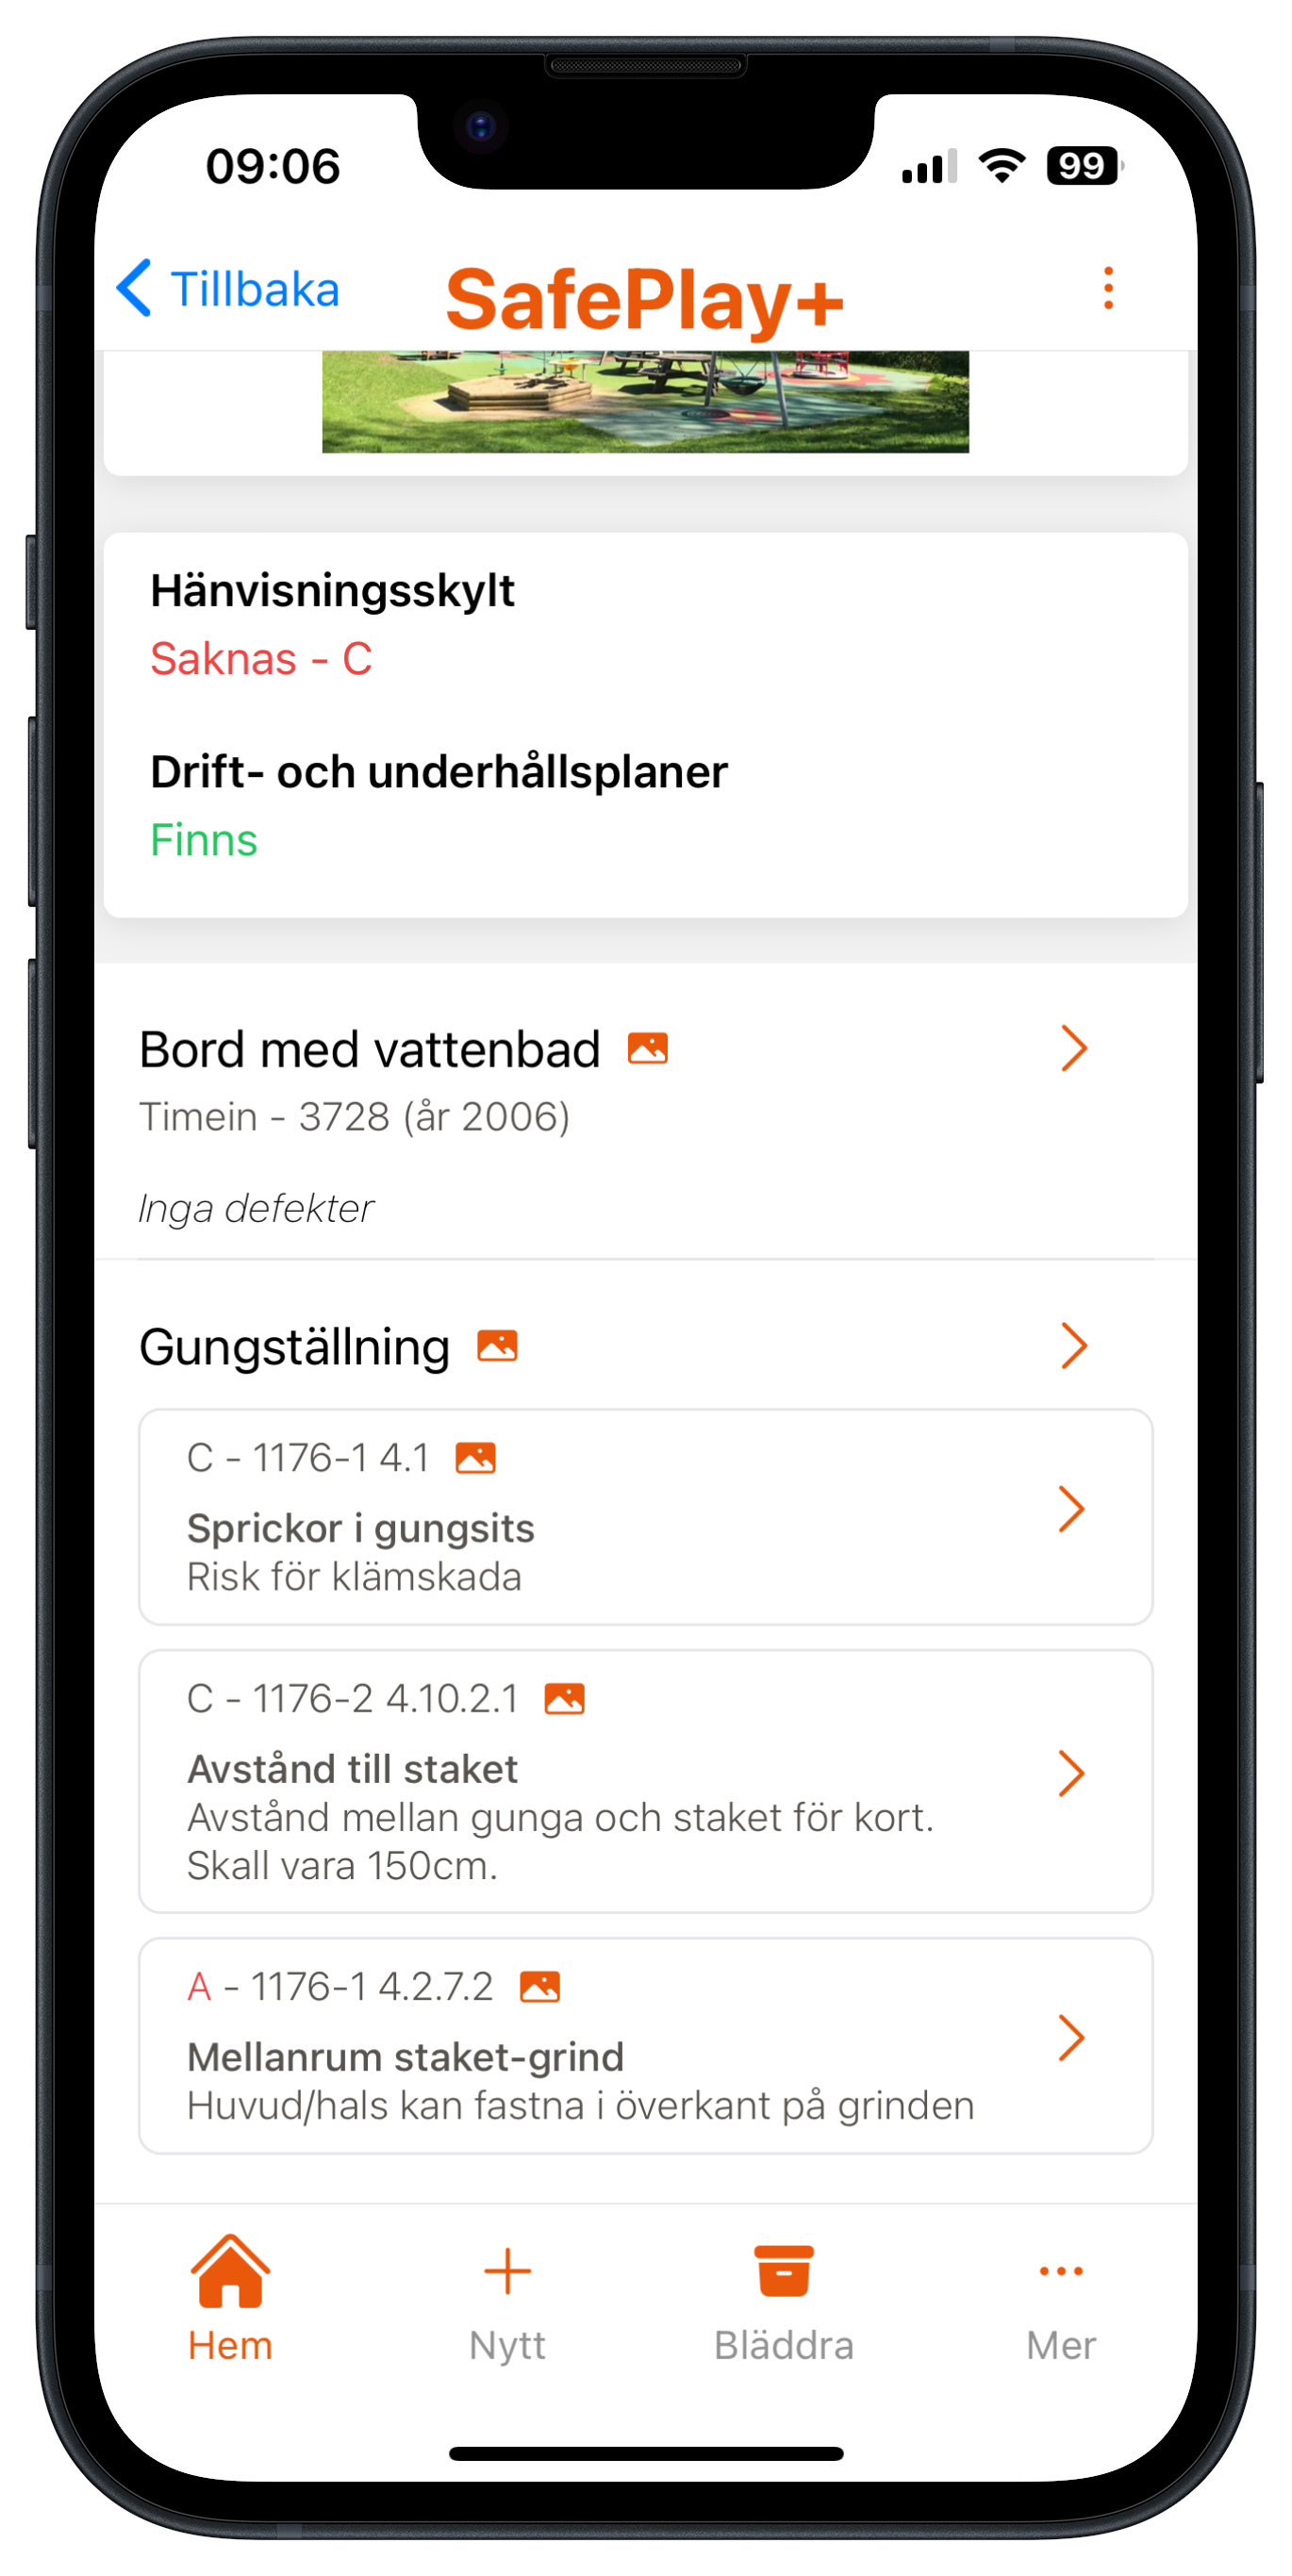 09:06
99
Tillbaka
SafePlay+
Hänvisningsskylt
Saknas - C
Drift- och underhållsplaner
Finns
Bord med vattenbad
Timein - 3728 (år 2006)
Inga defekter
Gungställning
C - 1176-1 4.1
Sprickor i gungsits
Risk för klämskada
C - 1176-2 4.10.2.1
Avstånd till staket
Avstånd mellan gunga och staket för kort.
Skall vara 150cm.
A - 1176-1 4.2.7.2
Mellanrum staket-grind
Huvud/hals kan fastna i överkant på grinden
Hem
Nytt
Bläddra
Mer